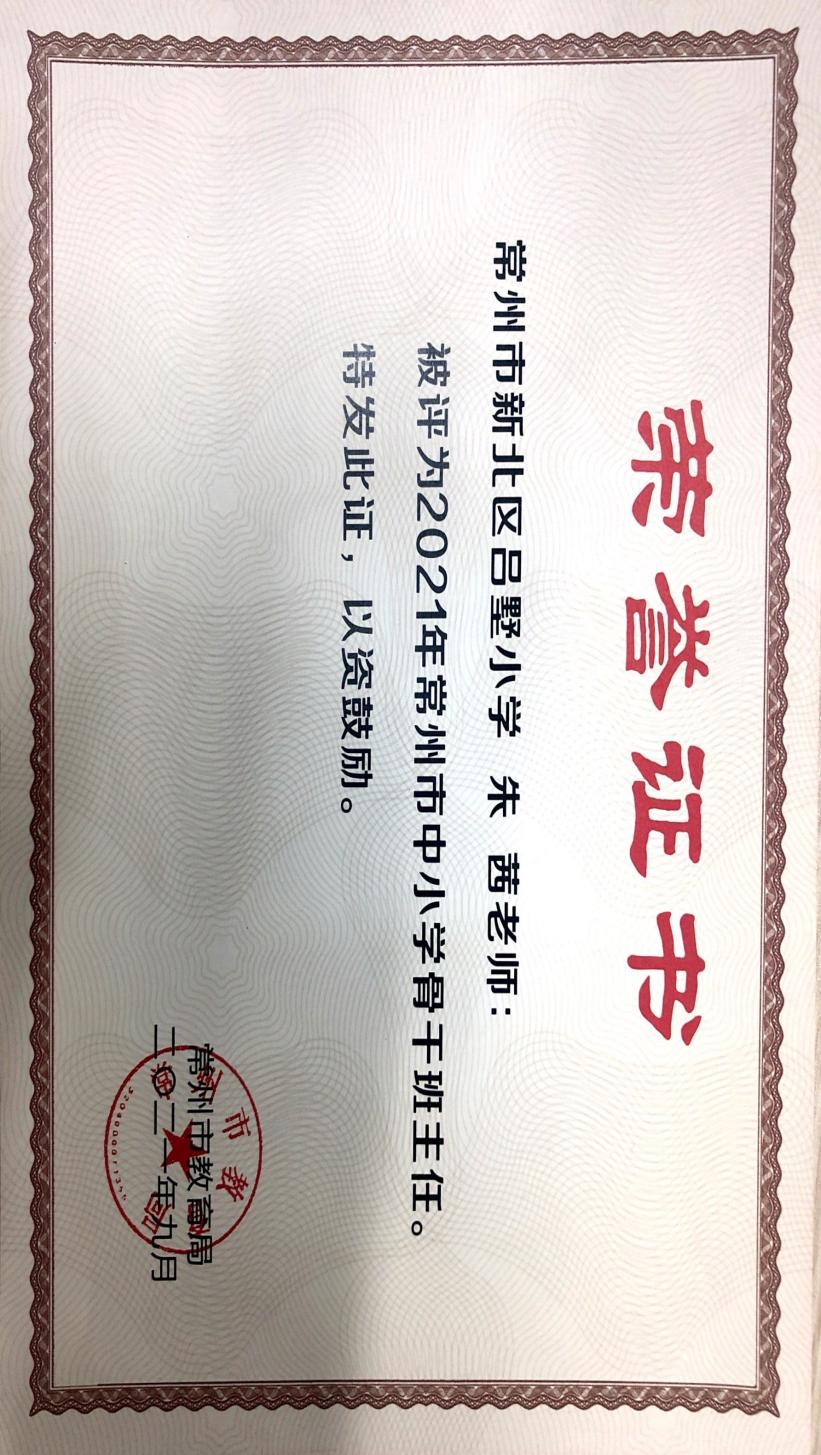 荣誉证书
常州市新北区吕墅小学 朱 茜老师：
被评为2021年常州市中小学骨干班主任。
特发此证，以资鼓励。
常州市教育局
二〇二一年九月